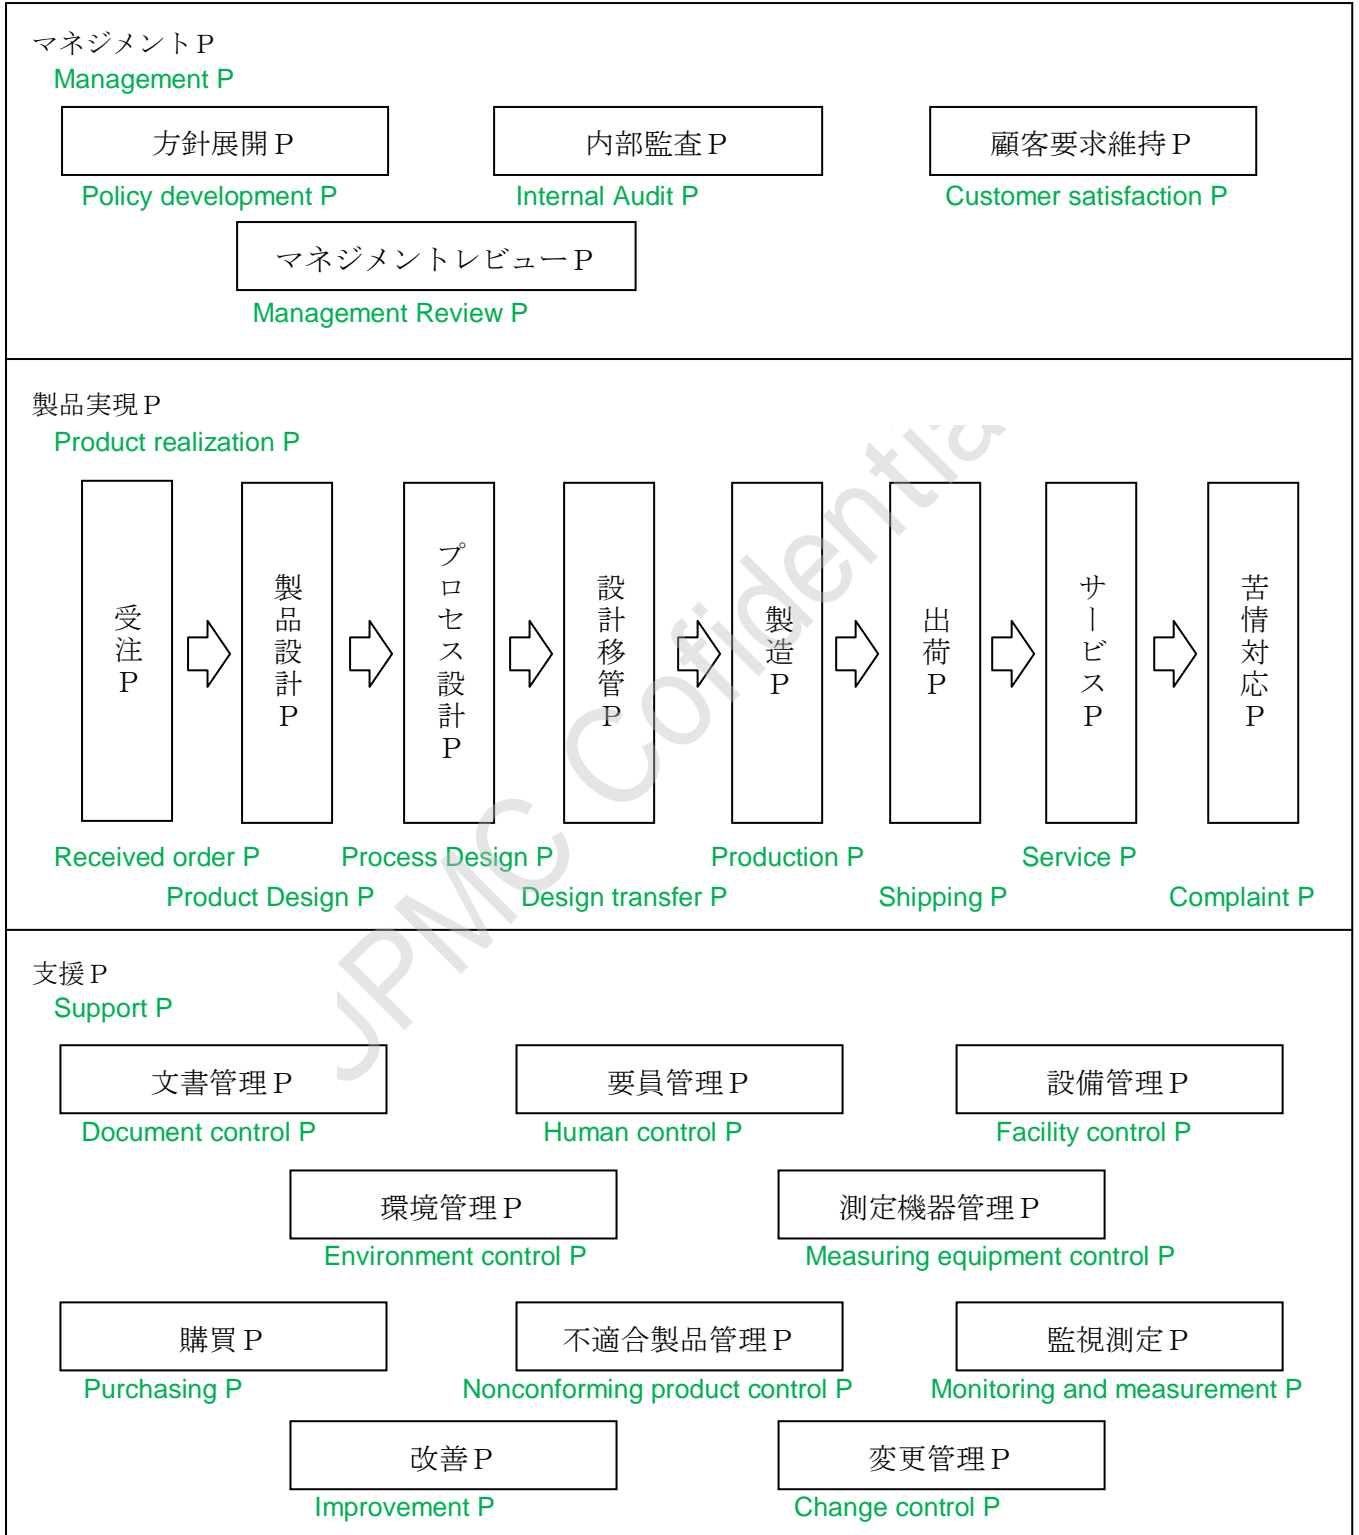 マネジメントＰ
Management P
方針展開Ｐ
内部監査Ｐ
顧客要求維持Ｐ
Policy development P
Internal Audit P
Customer satisfaction P
マネジメントレビューＰ
Management Review P
製品実現Ｐ
Product realization P
受注Ｐ
製品設計Ｐ
プロセス設計Ｐ
設計移管Ｐ
製造Ｐ
出荷Ｐ
サービスＰ
苦情対応Ｐ
Received order P
Process Design P
Production P
Service P
Product Design P
Design transfer P
Shipping P
Complaint P
支援Ｐ
Support P
文書管理Ｐ
要員管理Ｐ
設備管理Ｐ
Document control P
Human control P
Facility control P
環境管理Ｐ
測定機器管理Ｐ
Environment control P
Measuring equipment control P
購買Ｐ
不適合製品管理Ｐ
監視測定Ｐ
Purchasing P
Nonconforming product control P
Monitoring and measurement P
改善Ｐ
変更管理Ｐ
Improvement P
Change control P